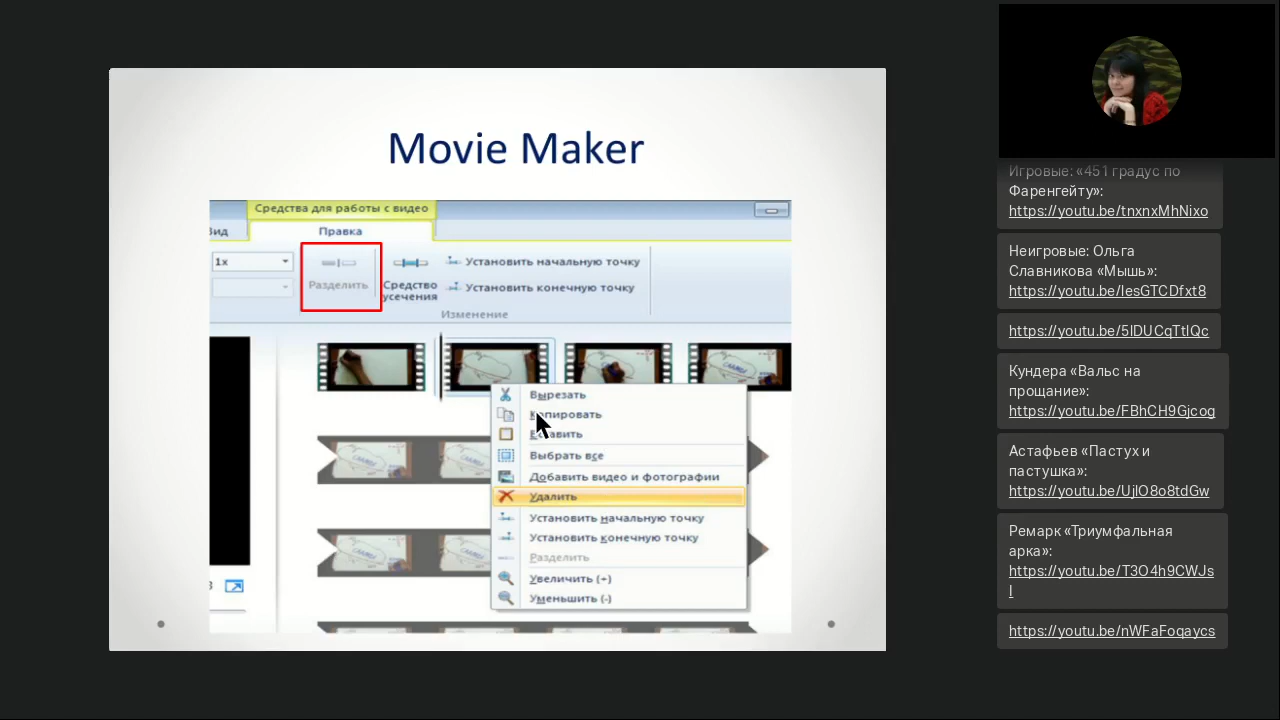 Movie Maker
Средства для работы с видео
Вид
Правка
1x
Разделить
Средство
усечения
Установить начальную точку
Установить конечную точку
Изменение
Вырезать
Копировать
Вставить
Выбрать все
Добавить видео и фотографии
Удалить
Установить начальную точку
Установить конечную точку
Разделить
Увеличить (+)
Уменьшить (-)
Игровые: «451 градус по
Фаренгейту»:
https://youtu.be/tnxnxMhNixo
Неигровые: Ольга
Славникова «Мышь»:
https://youtu.be/IesGTCDfxt8
https://youtu.be/5lDUCqTtlQc
Кундера «Вальс на
прощание»:
https://youtu.be/FBhCH9Gjcog
Астафьев «Пастух и
пастушка»:
https://youtu.be/UjlO8o8tdGw
Ремарк «Триумфальная
арка»:
https://youtu.be/T3O4h9CWJs
I
https://youtu.be/nWFaFoqaycs